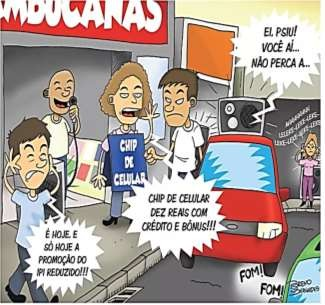 MBUCANAS
EI, PSIU!
VOCÊ AÍ...
NÃO PERCA A...
CHIP
DE
CELULAR
CHIP DE CELULAR
DEZ REAIS COM
CRÉDITO E BÔNUS!!!
É HOJE, E
SÓ HOJE A
PROMOÇÃO DO
IPI REDUZIDO!!!
FOM!
FOM!